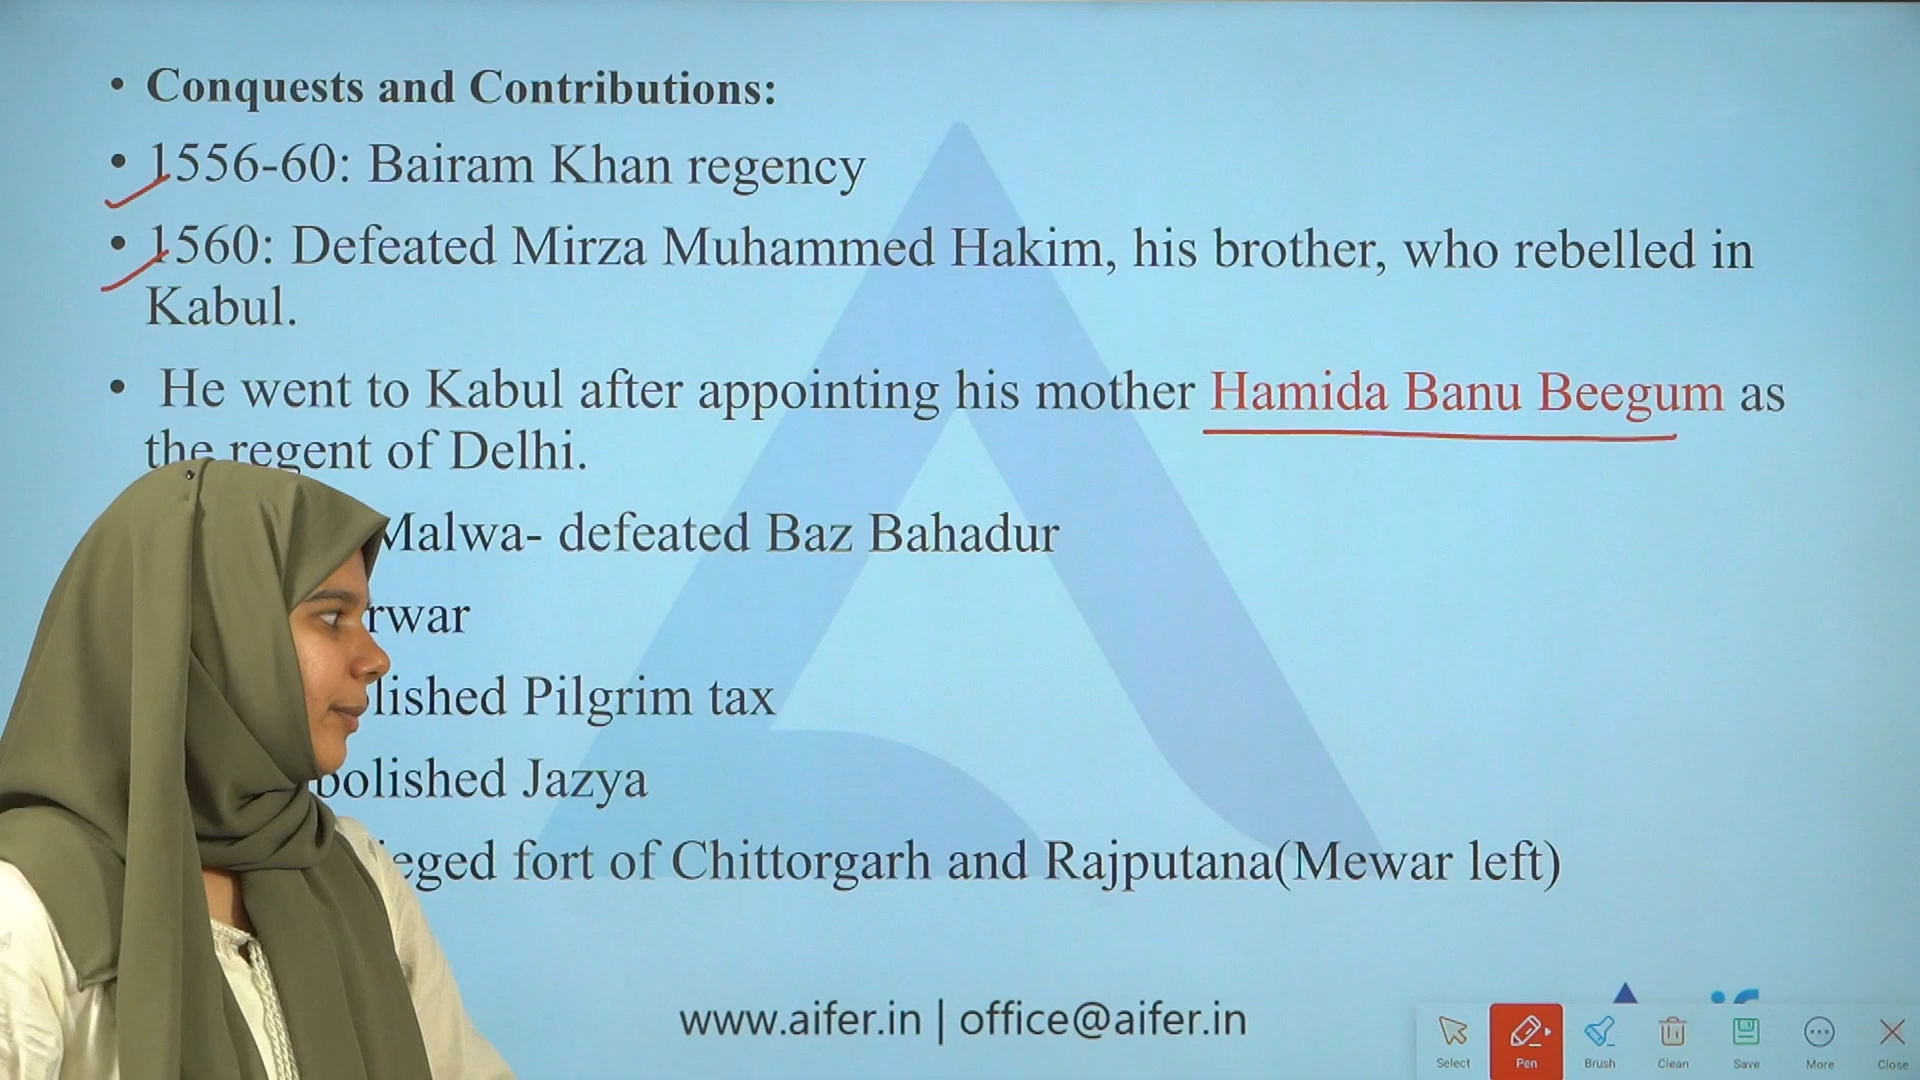 • Conquests and Contributions:
• 1556-60: Bairam Khan regency
• 1560: Defeated Mirza Muhammed Hakim, his brother, who rebelled in
Kabul.
• He went to Kabul after appointing his mother Hamida Banu Beegum as
the regent of Delhi.
Malwa- defeated Baz Bahadur
rwar
lished Pilgrim tax
bolished Jazya
eged fort of Chittorgarh and Rajputana(Mewar left)
www.aifer.in | office@aifer.in
Select Pen Brush Clean Save More Close